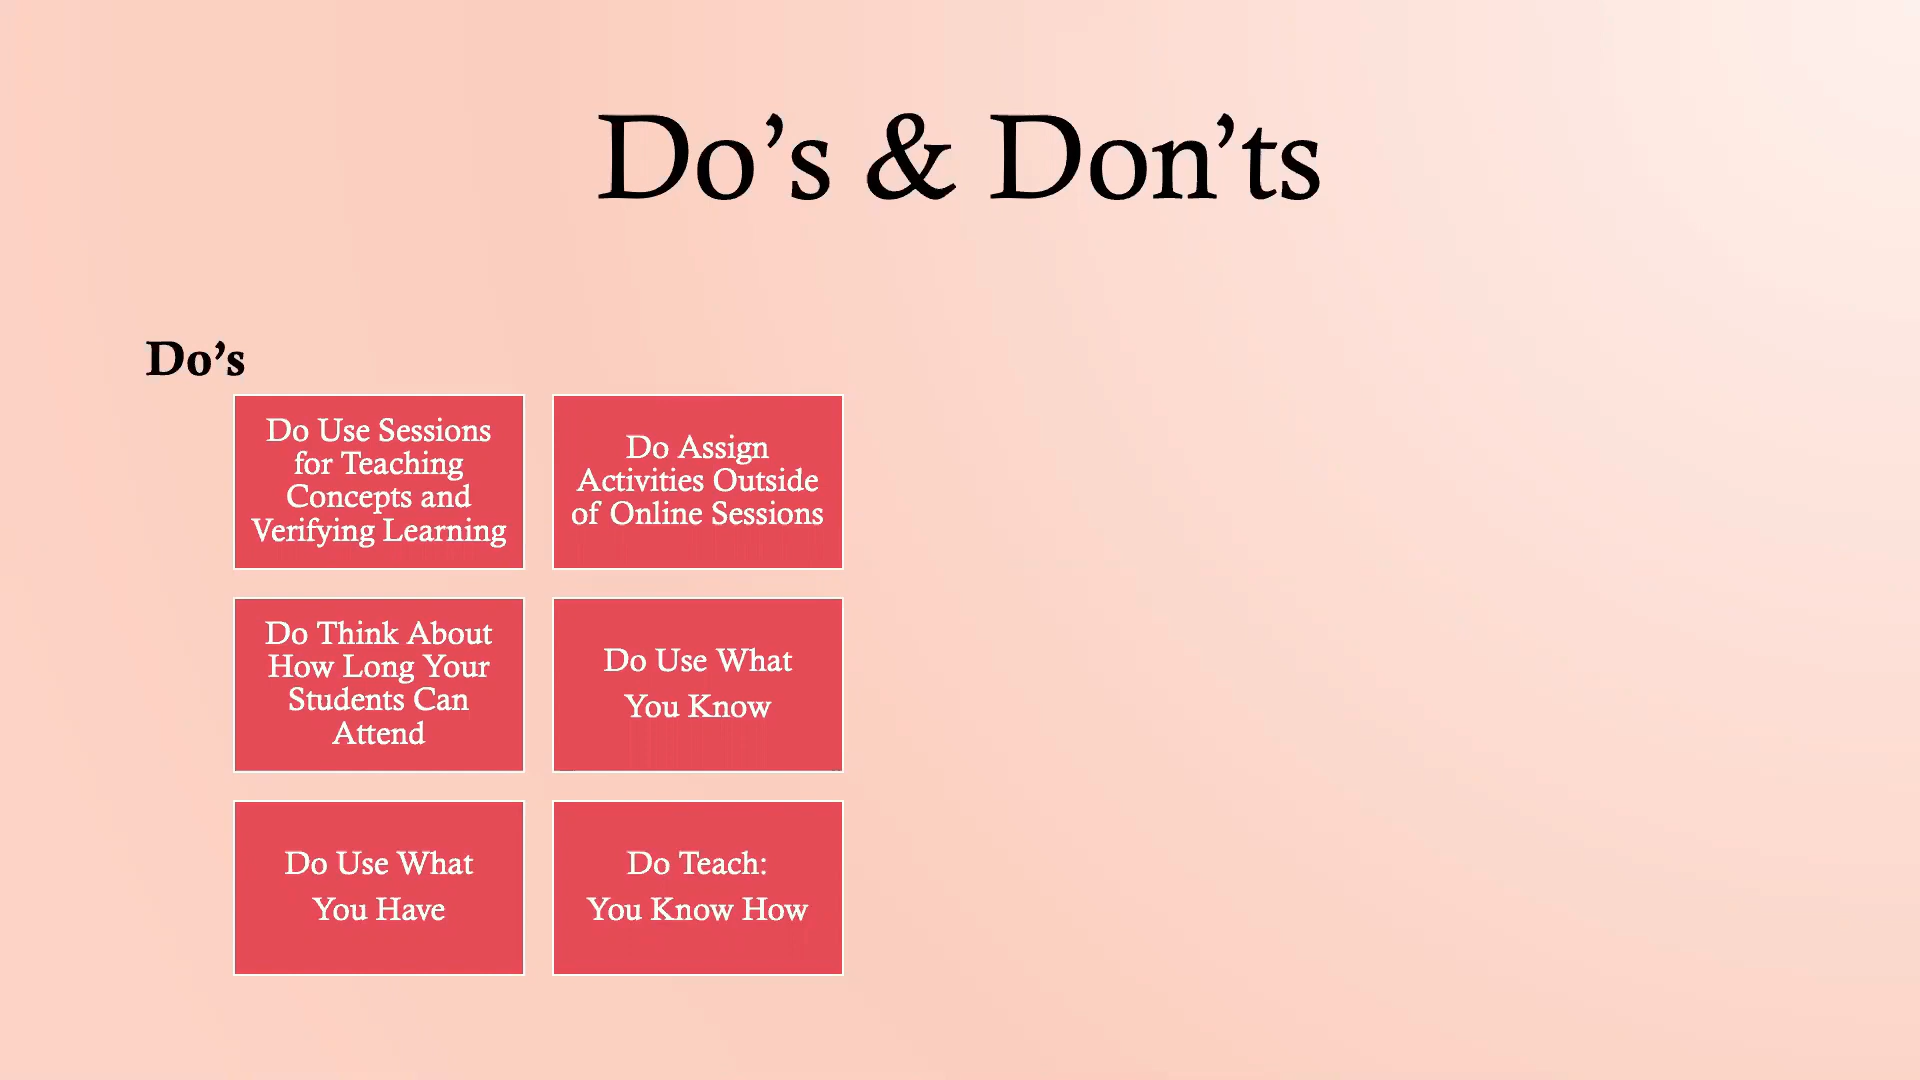 Do’s & Don’ts
Do’s
Do Use Sessions
for Teaching
Concepts and
Verifying Learning
Do Assign
Activities Outside
of Online Sessions
Do Think About
How Long Your
Students Can
Attend
Do Use What
You Know
Do Use What
You Have
Do Teach:
You Know How